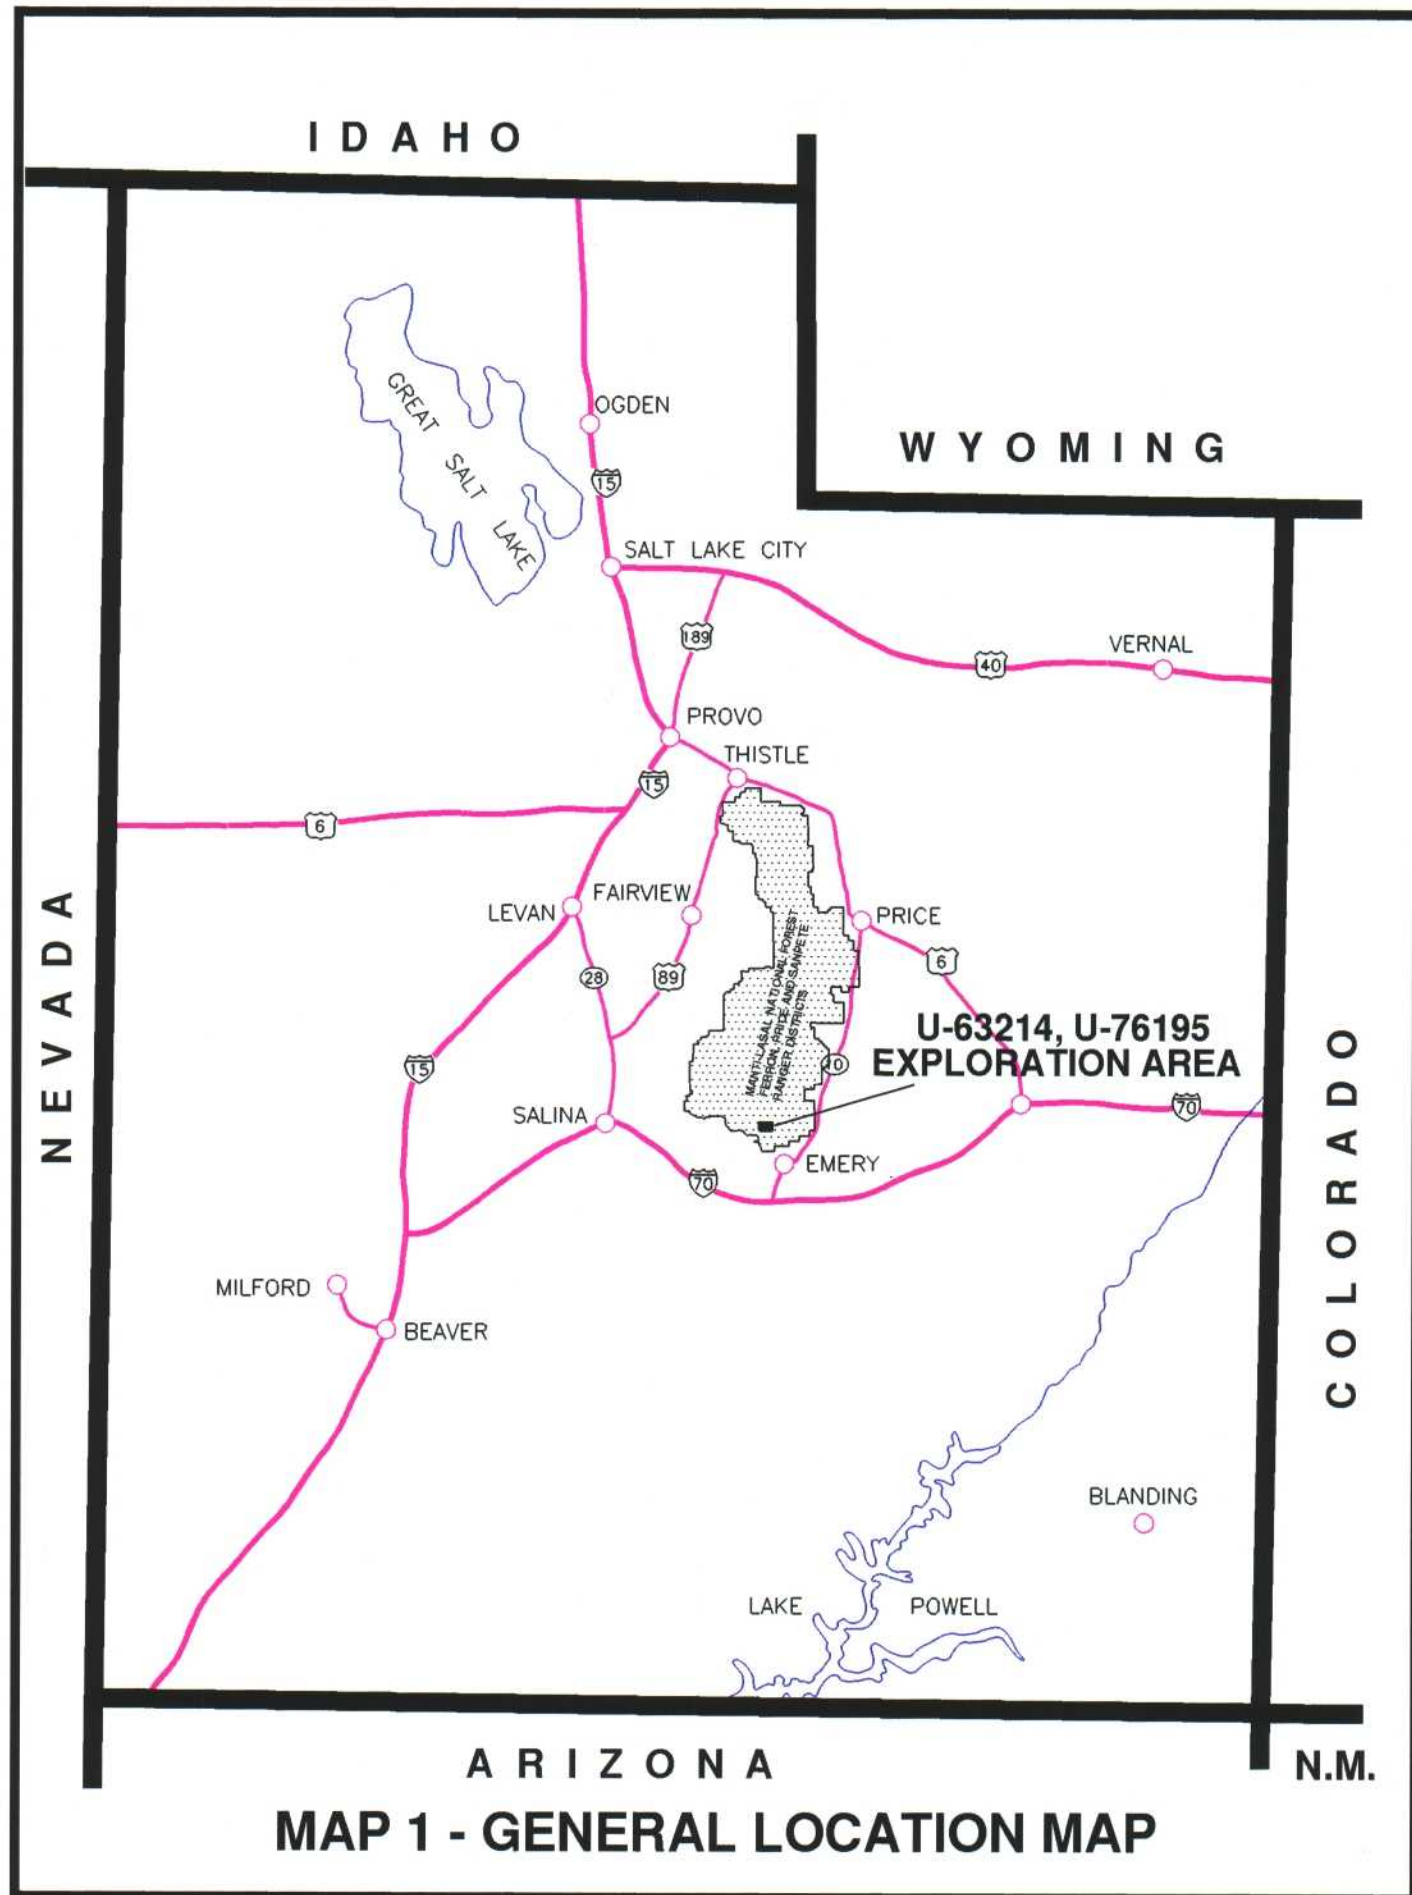 IDAHO
GREAT SALT LAKE
OGDEN
WYOMING
15
SALT LAKE CITY
189
VERNAL
40
PROVO
THISTLE
15
6
NEVADA
FAIRVIEW
LEVAN
PRICE
28
89
6
MANTI-LASAL NATIONAL FOREST
FERRON, PRIDE AND SANPETE
RANGER DISTRICTS
U-63214, U-76195
EXPLORATION AREA
COLORADO
15
10
SALINA
70
EMERY
70
MILFORD
BEAVER
BLANDING
LAKE POWELL
ARIZONA
N.M.
MAP 1 - GENERAL LOCATION MAP